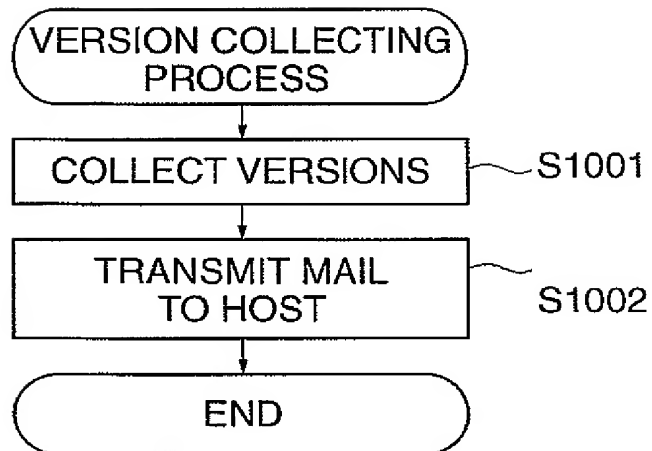 VERSION COLLECTING
PROCESS
COLLECT VERSIONS
S1001
TRANSMIT MAIL
TO HOST
S1002
END